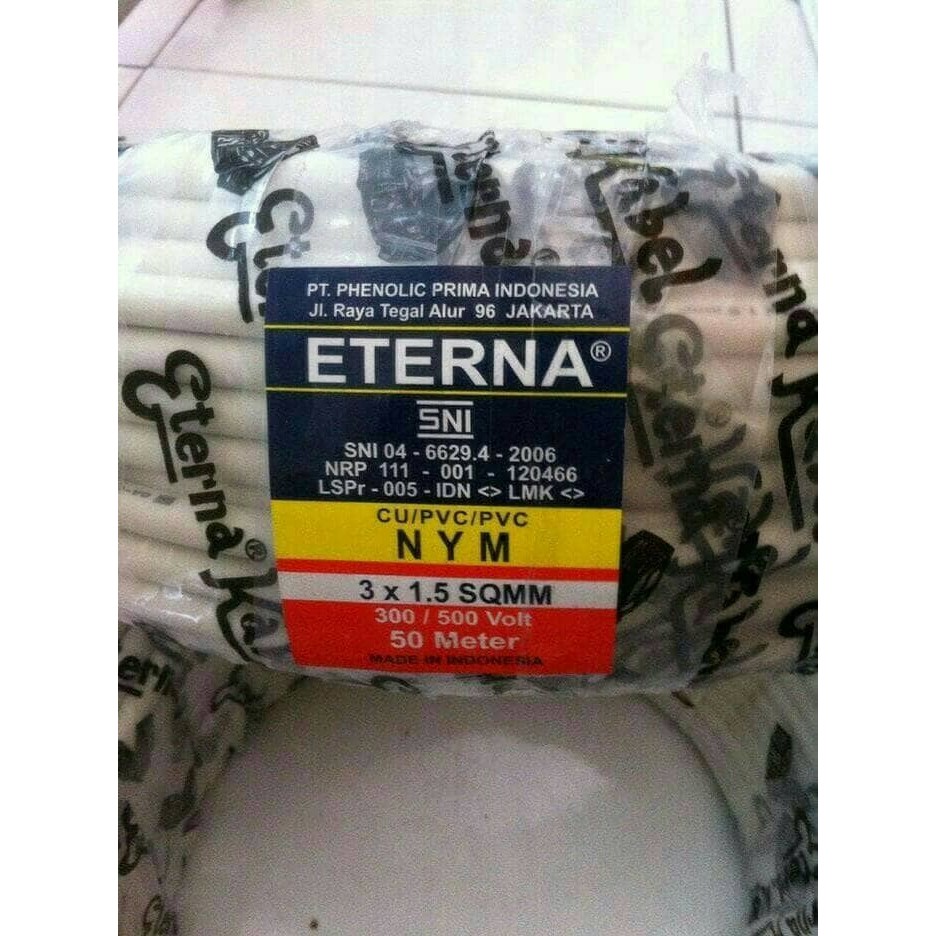 PT. PHENOLIC PRIMA INDONESIA
Jl. Raya Tegal Alur 96 JAKARTA
ETERNA®
SNI
SNI 04 - 6629.4 - 2006
NRP 111 - 001 - 120466
LSPr - 005 - IDN <> LMK <>
CU/PVC/PVC
NYM
3 x 1.5 SQMM
300 / 500 Volt
50 Meter
MADE IN INDONESIA
Eterna®
Kabel
Eterna®